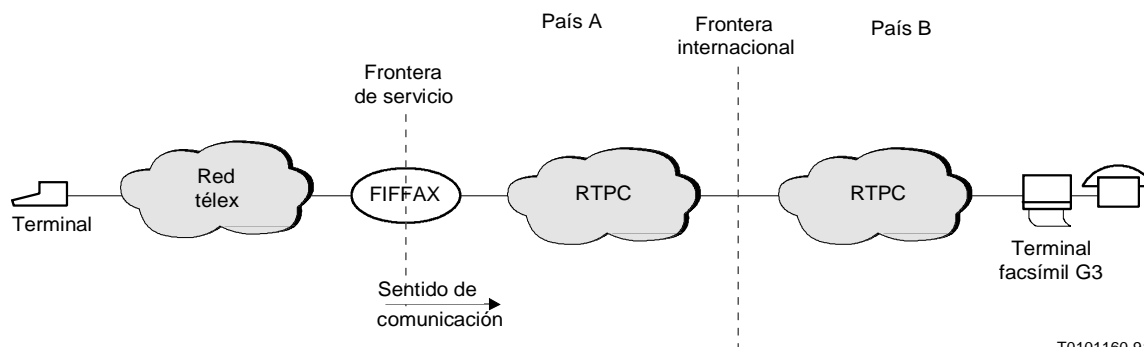 País A
Frontera
internacional
País B
Frontera
de servicio
Red
télex
FIFFAX
RTPC
RTPC
Terminal
Terminal
facsímil G3
Sentido de
comunicación